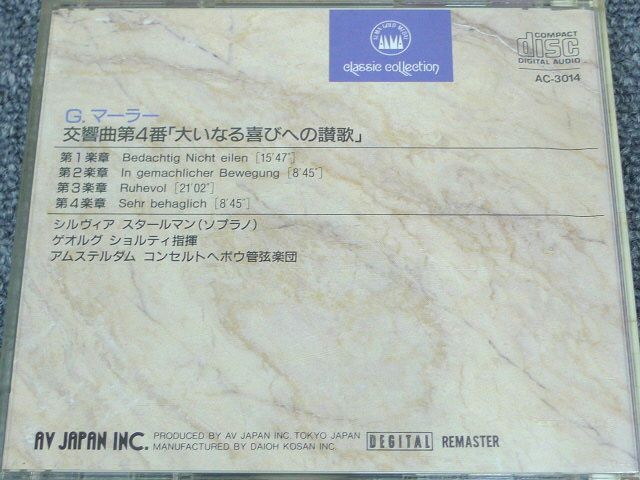 ALMA GOLD MEDIA
ALMA
classic collection
COMPACT
disc
DIGITAL AUDIO
AC-3014
G.マーラー
交響曲第4番「大いなる喜びへの讃歌」
第1楽章 Bedachtig Nicht eilen [15'47"]
第2楽章 In gemachlicher Bewegung [8'45"]
第3楽章 Ruhevol [21'02"]
第4楽章 Sehr behaglich [8'45"]
シルヴィア スタールマン(ソプラノ)
ゲオルグ ショルティ指揮
アムステルダム コンセルトヘボウ管弦楽団
AV JAPAN INC. PRODUCED BY AV JAPAN INC. TOKYO JAPAN
MANUFACTURED BY DAIOH KOSAN INC.
DEGITAL REMASTER